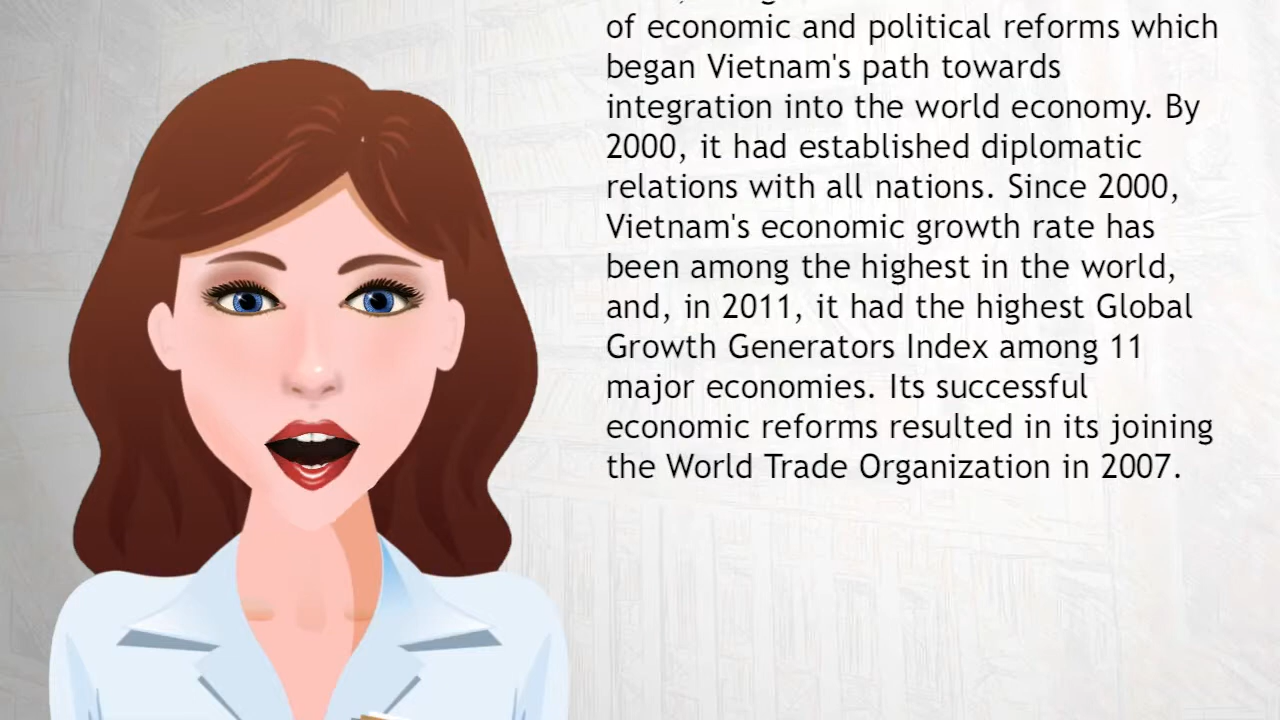 of economic and political reforms which
began Vietnam's path towards
integration into the world economy. By
2000, it had established diplomatic
relations with all nations. Since 2000,
Vietnam's economic growth rate has
been among the highest in the world,
and, in 2011, it had the highest Global
Growth Generators Index among 11
major economies. Its successful
economic reforms resulted in its joining
the World Trade Organization in 2007.